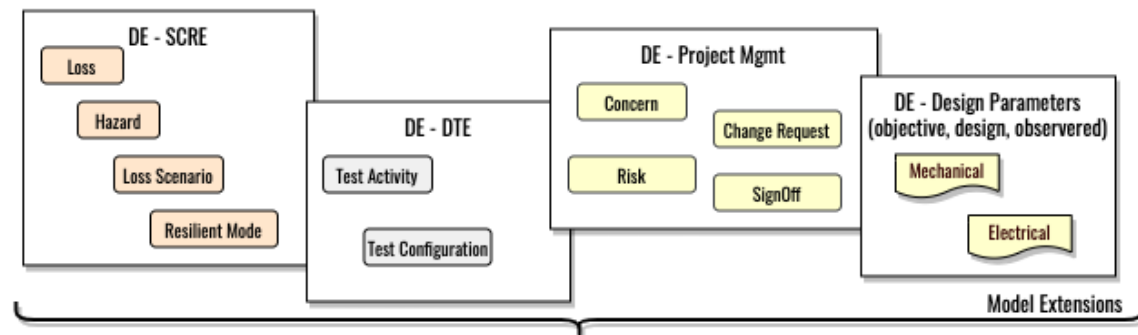 DE - SCRE
Loss
Hazard
Loss Scenario
Resilient Mode
DE - DTE
Test Activity
Test Configuration
DE - Project Mgmt
Concern
Change Request
Risk
SignOff
DE - Design Parameters
(objective, design, observered)
Mechanical
Electrical
Model Extensions